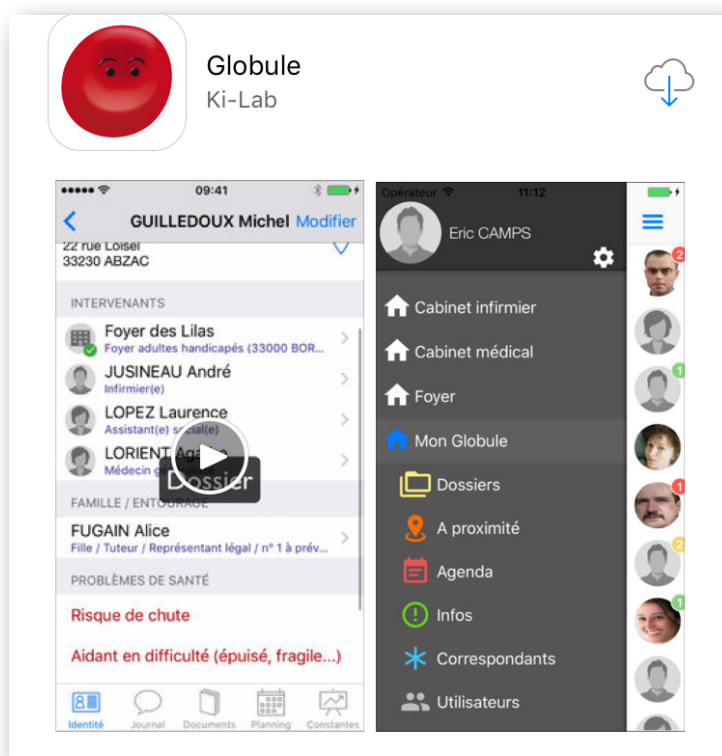 Globule
Ki-Lab
09:41
GUILLEDOUX Michel Modifier
22 rue Loisel
33230 ABZAC
INTERVENANTS
Foyer des Lilas
Foyer adultes handicapés (33000 BOR...
JUSINEAU André
Infirmier(e)
LOPEZ Laurence
Assistant(e) social(e)
LORIENT
Médecin
Dossier
FAMILLE / ENTOURAGE
FUGAIN Alice
Fille / Tuteur / Représentant légal / n° 1 à prév...
PROBLÈMES DE SANTÉ
Risque de chute
Aidant en difficulté (épuisé, fragile...)
Identité Journal Documents Planning Constantes
Opérateur 11:12
Eric CAMPS
Cabinet infirmier
Cabinet médical
Foyer
Mon Globule
Dossiers
A proximité
Agenda
Infos
Correspondants
Utilisateurs
2
1
1
2
1